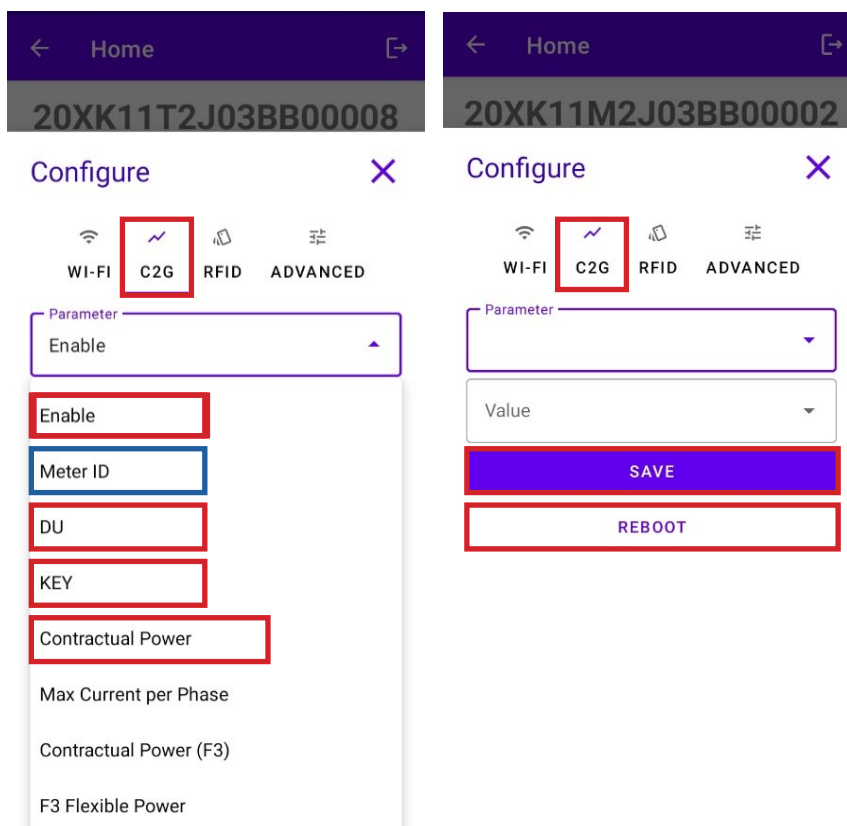 Home
20XK11T2J03BB00008
Configure
WI-FI C2G RFID ADVANCED
Parameter
Enable
Enable
Meter ID
DU
KEY
Contractual Power
Max Current per Phase
Contractual Power (F3)
F3 Flexible Power
Home
20XK11M2J03BB00002
Configure
WI-FI C2G RFID ADVANCED
Parameter
Value
SAVE
REBOOT